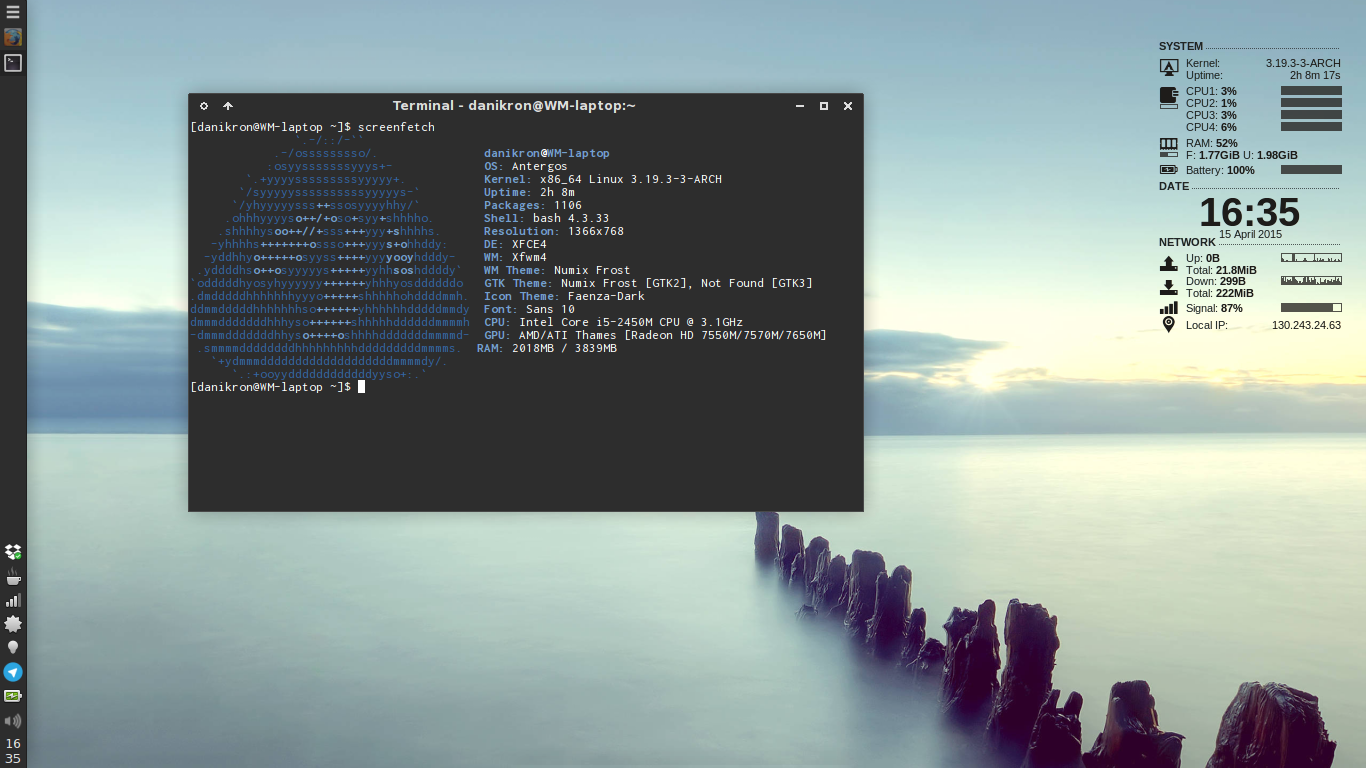 Terminal - danikron@WM-laptop:~
[danikron@WM-laptop ~]$ screenfetch
danikron@WM-laptop
OS: Antergos
Kernel: x86_64 Linux 3.19.3-3-ARCH
Uptime: 2h 8m
Packages: 1106
Shell: bash 4.3.33
Resolution: 1366x768
DE: XFCE4
WM: Xfwm4
WM Theme: Numix Frost
GTK Theme: Numix Frost [GTK2], Not Found [GTK3]
Icon Theme: Faenza-Dark
Font: Sans 10
CPU: Intel Core i5-2450M CPU @ 3.1GHz
GPU: AMD/ATI Thames [Radeon HD 7550M/7570M/7650M]
RAM: 2018MB / 3839MB
[danikron@WM-laptop ~]$
SYSTEM
Kernel: 3.19.3-3-ARCH
Uptime: 2h 8m 17s
CPU1: 3%
CPU2: 1%
CPU3: 3%
CPU4: 6%
RAM: 52%
F: 1.77GiB U: 1.98GiB
Battery: 100%
DATE
16:35
15 April 2015
NETWORK
Up: 0B
Total: 21.8MiB
Down: 299B
Total: 222MiB
Signal: 87%
Local IP: 130.243.24.63
16
35